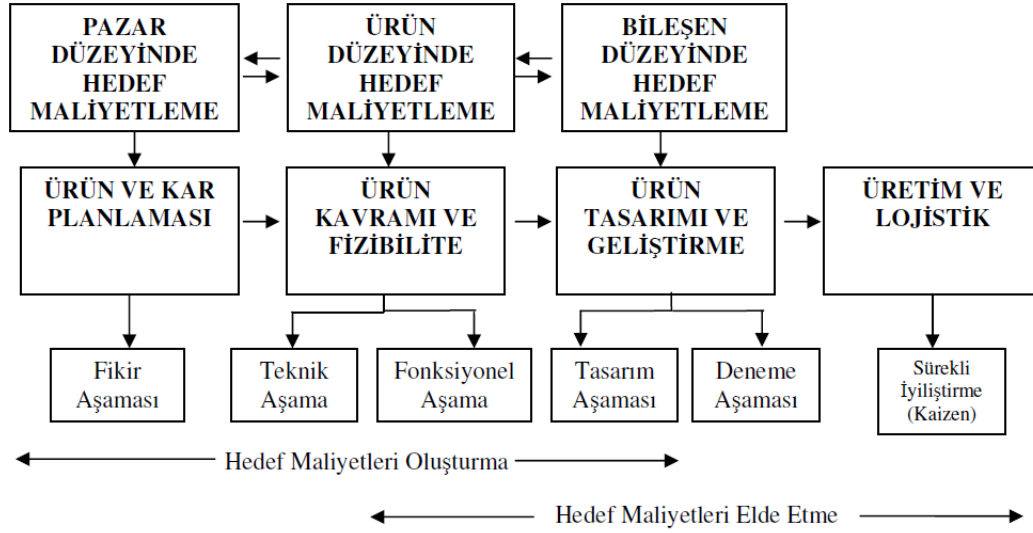 PAZAR
DÜZEYİNDE
HEDEF
MALİYETLEME
ÜRÜN
DÜZEYİNDE
HEDEF
MALİYETLEME
BİLEŞEN
DÜZEYİNDE
HEDEF
MALİYETLEME
ÜRÜN VE KAR
PLANLAMASI
ÜRÜN
KAVRAMI VE
FİZİBİLİTE
ÜRÜN
TASARIMI VE
GELİŞTİRME
ÜRETİM VE
LOJİSTİK
Fikir
Aşaması
Teknik
Aşama
Fonksiyonel
Aşama
Tasarım
Aşaması
Deneme
Aşaması
Sürekli
İyiliştirme
(Kaizen)
Hedef Maliyetleri Oluşturma
Hedef Maliyetleri Elde Etme